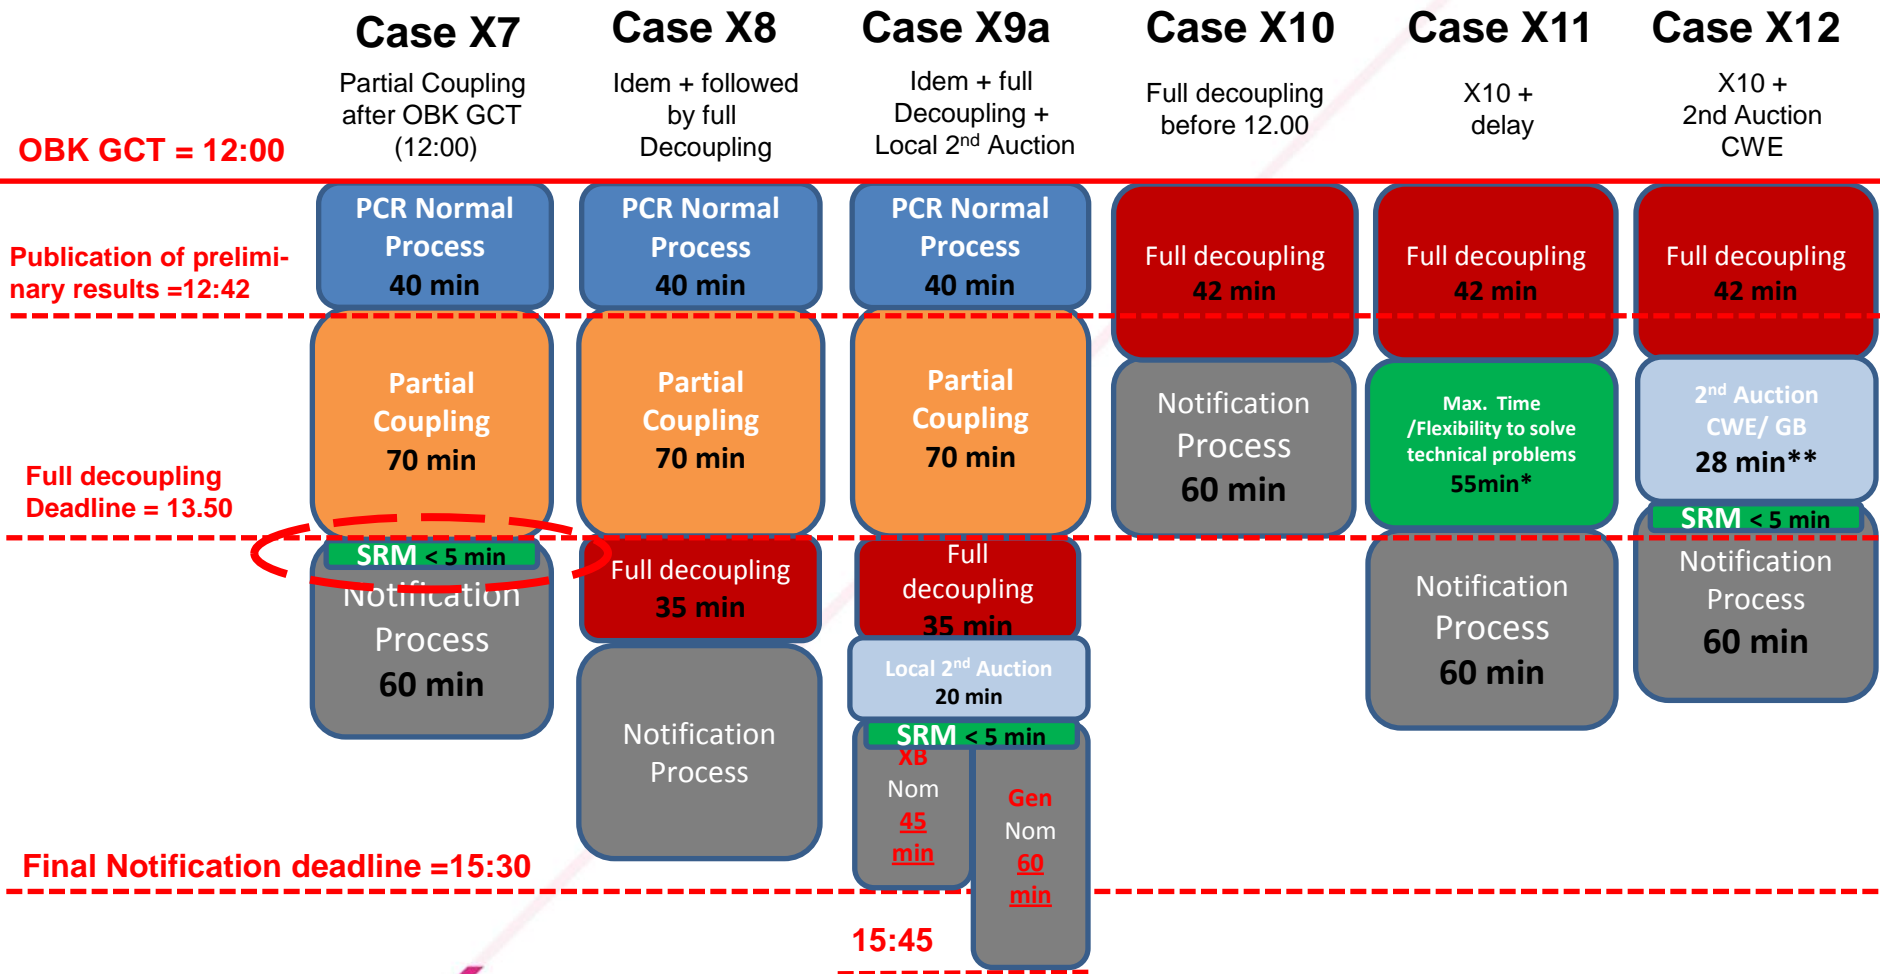 Case X7
Partial Coupling
after OBK GCT
(12:00)
Case X8
Idem + followed
by full
Decoupling
Case X9a
Idem + full
Decoupling +
Local 2nd Auction
Case X10
Full decoupling
before 12.00
Case X11
X10 +
delay
Case X12
X10 +
2nd Auction
CWE
OBK GCT = 12:00
Publication of prelimi-
nary results =12:42
Full decoupling
Deadline = 13.50
Final Notification deadline =15:30
PCR Normal
Process
40 min
Partial
Coupling
70 min
SRM < 5 min
Notification
Process
60 min
PCR Normal
Process
40 min
Partial
Coupling
70 min
Full decoupling
35 min
Notification
Process
PCR Normal
Process
40 min
Partial
Coupling
70 min
Full
decoupling
35 min
Local 2nd Auction
20 min
SRM < 5 min
XB
Nom
45
min
Gen
Nom
60
min
15:45
Full decoupling
42 min
Notification
Process
60 min
Full decoupling
42 min
Max. Time
/Flexibility to solve
technical problems
55min*
Notification
Process
60 min
Full decoupling
42 min
2nd Auction
CWE/ GB
28 min**
SRM < 5 min
Notification
Process
60 min